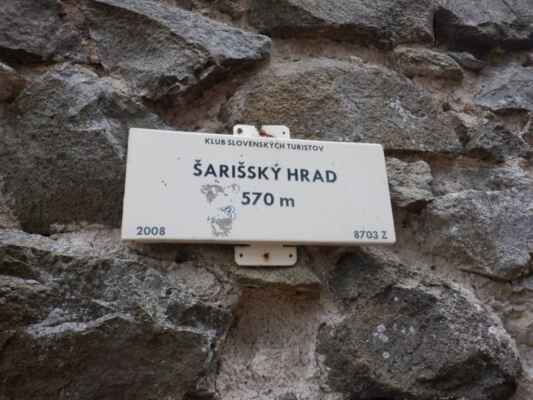 KLUB SLOVENSKÝCH TURISTOV
ŠARIŠSKÝ HRAD
570 m
2008 8703 Z